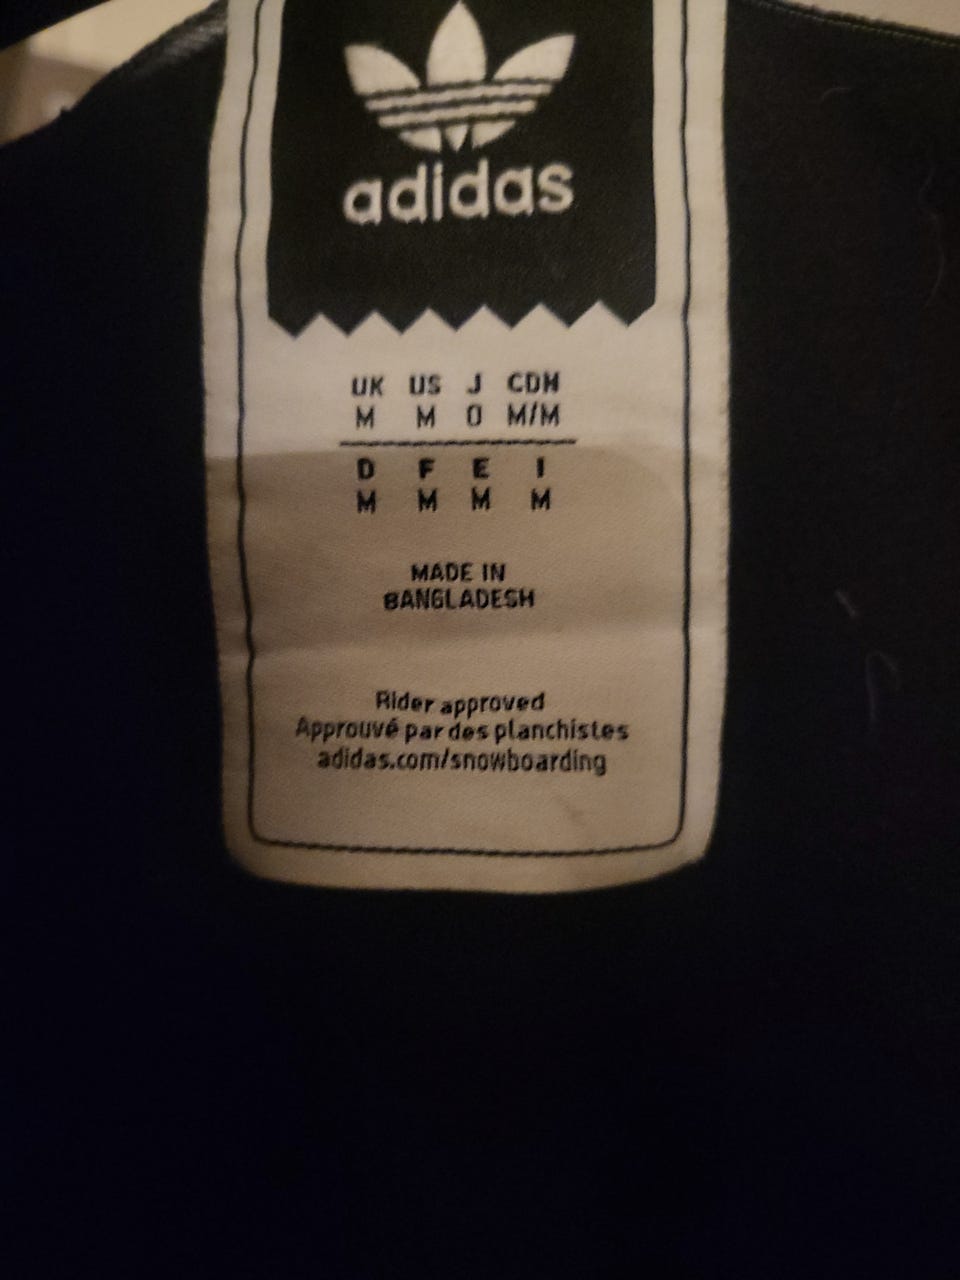 adidas
UK US J CDN
M M O M/M
D F E I
M M M M
MADE IN
BANGLADESH
Rider approved
Approuvé par des planchistes
adidas.com/snowboarding